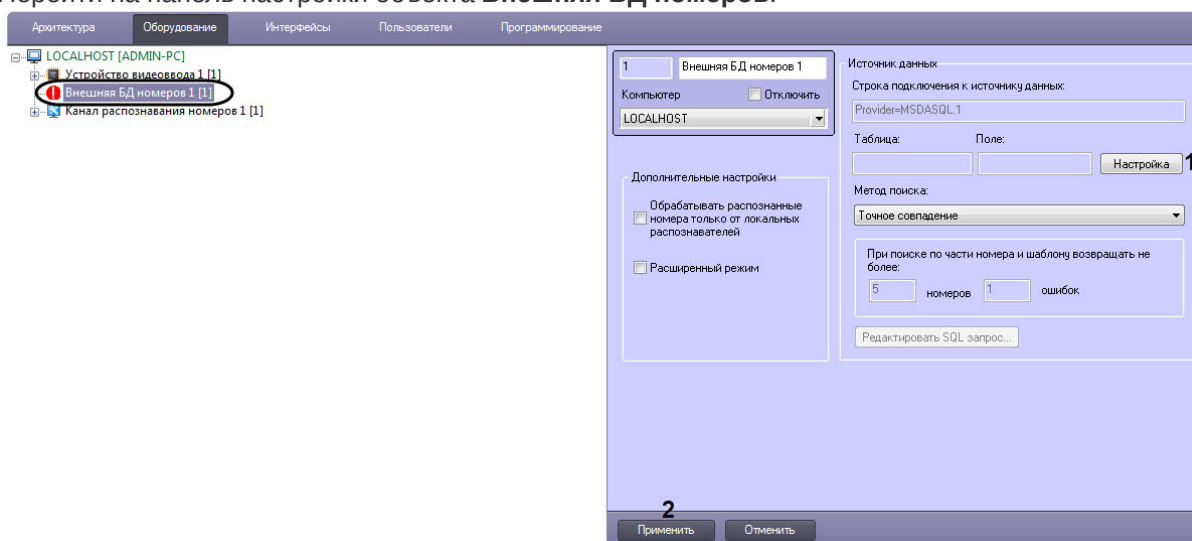 Перейти на панель настройки объекта Внешняя БД номеров.
Архитектура Оборудование Интерфейсы Пользователи Программирование
LOCALHOST [ADMIN-PC]
Устройство видеоввода 1 [1]
Внешняя БД номеров 1 [1]
Канал распознавания номеров 1 [1]
1 Внешняя БД номеров 1
Компьютер Отключить
LOCALHOST
Дополнительные настройки
Обрабатывать распознанные
номера только от локальных
распознавателей
Расширенный режим
Источник данных
Строка подключения к источнику данных:
Provider=MSDASQL.1
Таблица: Поле:
Настройка 1
Метод поиска:
Точное совпадение
При поиске по части номера и шаблону возвращать не
более:
5 номеров 1 ошибок
Редактировать SQL запрос...
2
Применить Отменить